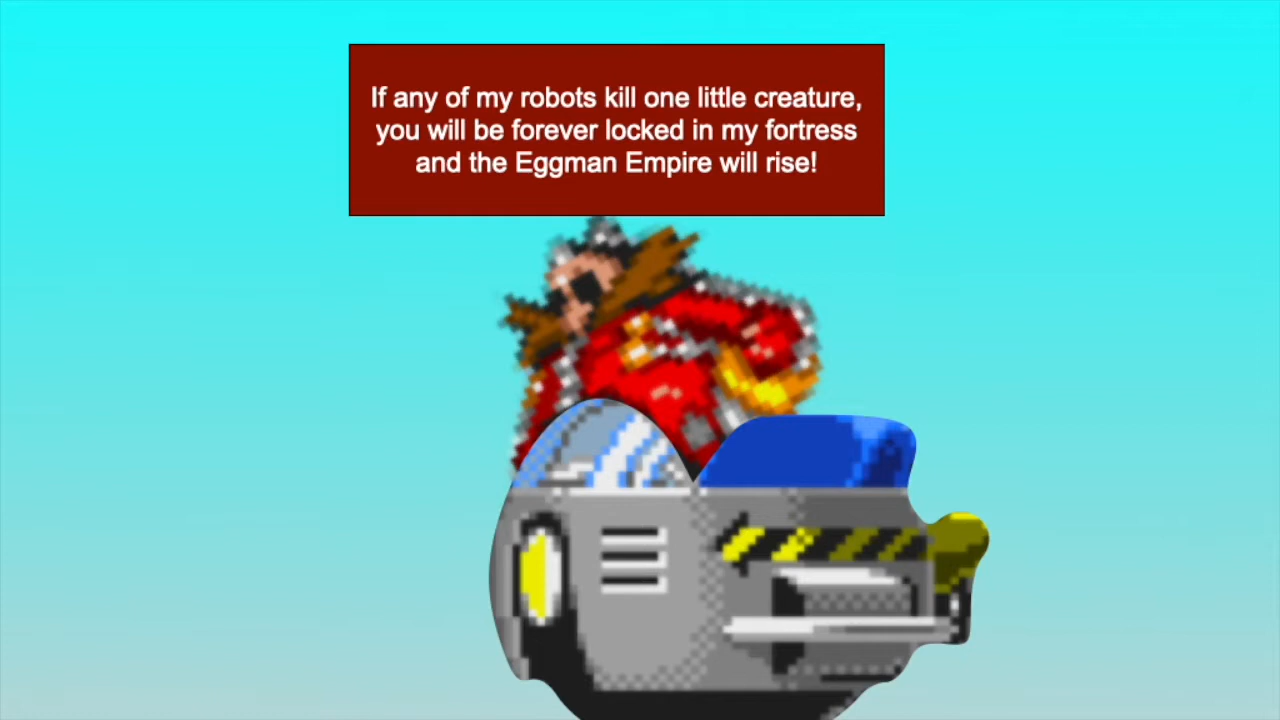 If any of my robots kill one little creature,
you will be forever locked in my fortress
and the Eggman Empire will rise!